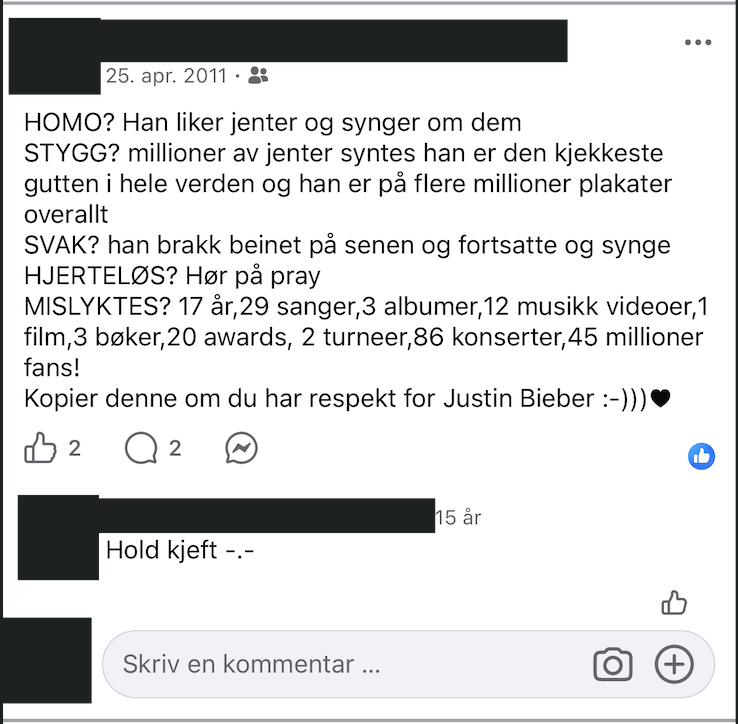 25. apr. 2011 ·
HOMO? Han liker jenter og synger om dem
STYGG? millioner av jenter syntes han er den kjekkeste
gutten i hele verden og han er på flere millioner plakater
overallt
SVAK? han brakk beinet på senen og fortsatte og synge
HJERTELØS? Hør på pray
MISLYKTES? 17 år,29 sanger,3 albumer,12 musikk videoer,1
film,3 bøker,20 awards, 2 turneer,86 konserter,45 millioner
fans!
Kopier denne om du har respekt for Justin Bieber :-)))🖤
2 2
15 år
Hold kjeft -.-
Skriv en kommentar ...